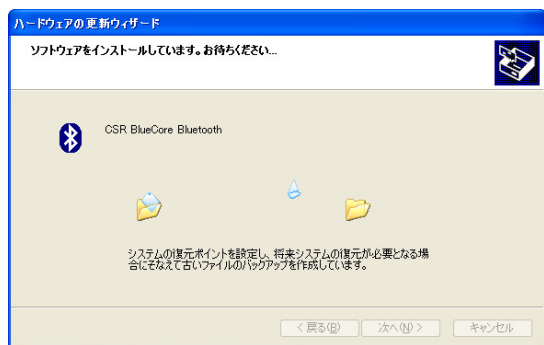 ハードウェアの更新ウィザード
ソフトウェアをインストールしています。お待ちください...
CSR BlueCore Bluetooth
システムの復元ポイントを設定し、将来システムの復元が必要となる場
合にそなえて古いファイルのバックアップを作成しています。
< 戻る(B)
次へ(N) >
キャンセル